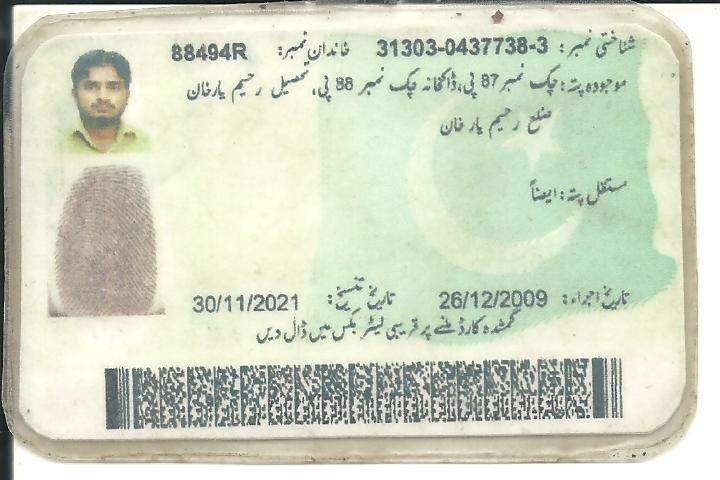 شناختی نمبر: 31303-0437738-3 خاندان نمبر: 88494R
موجودہ پتہ: چک نمبر 87 پی، ڈاکخانہ چک نمبر 88 پی، تحصیل رحیم یارخان
ضلع رحیم یار خان
مستقل پتہ: ایضاً
تاریخ اجراء: 26/12/2009 تاریخ تنسیخ: 30/11/2021
گمشدہ کارڈ ملنے پر قریبی لیٹر بکس میں ڈال دیں